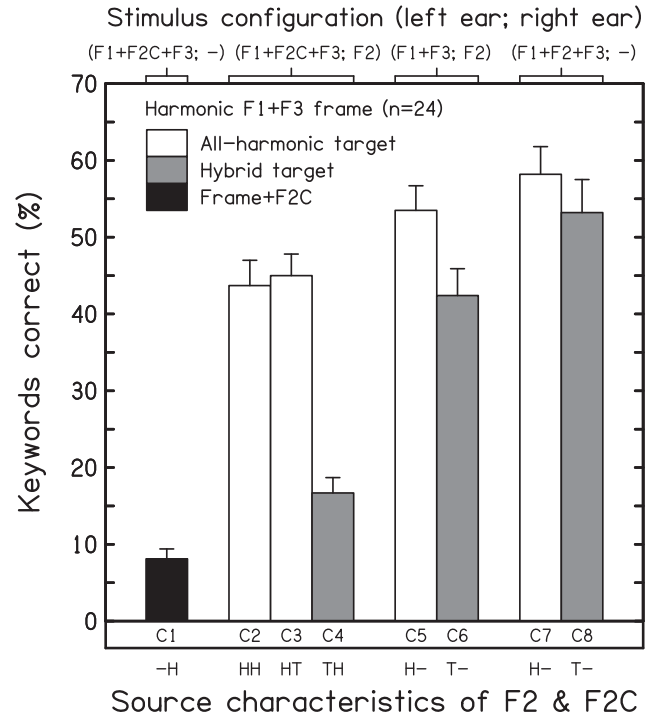 Stimulus configuration (left ear; right ear)
(F1+F2C+F3; −) (F1+F2C+F3; F2) (F1+F3; F2) (F1+F2+F3; −)
Harmonic F1+F3 frame (n=24)
All-harmonic target
Hybrid target
Frame+F2C
Keywords correct (%)
70
60
50
40
30
20
10
0
C1 C2 C3 C4 C5 C6 C7 C8
−H HH HT TH H− T− H− T−
Source characteristics of F2 & F2C